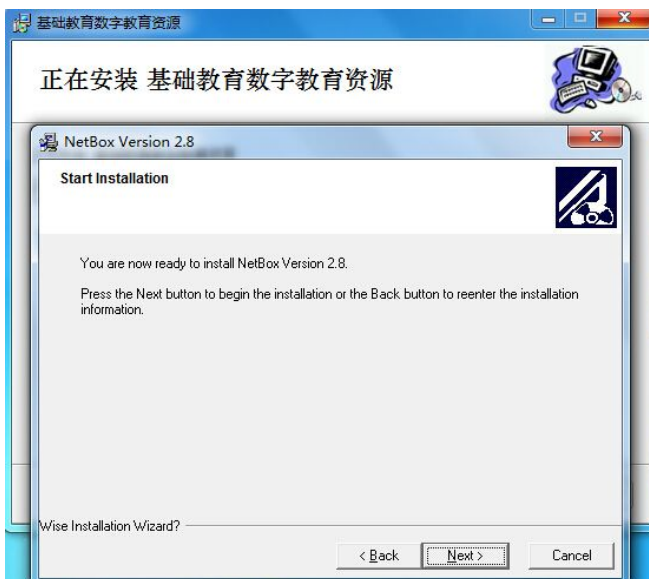 基础教育数字教育资源
正在安装 基础教育数字教育资源
NetBox Version 2.8
Start Installation
You are now ready to install NetBox Version 2.8.
Press the Next button to begin the installation or the Back button to reenter the installation
information.
Wise Installation Wizard?
< Back Next > Cancel